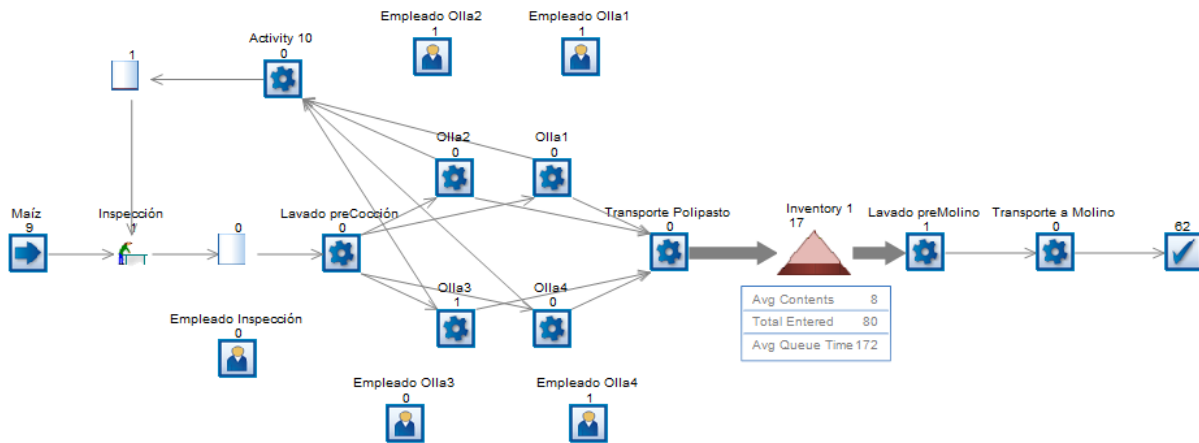 Empleado Olla2
1
Empleado Olla1
1
Activity 10
0
1
Olla2
0
Olla1
0
Maíz
9
Inspección
1
0
Lavado preCocción
0
Transporte Polipasto
0
Inventory 1
17
Lavado preMolino
1
Transporte a Molino
0
62
Avg Contents 8
Total Entered 80
Avg Queue Time 172
Olla3
1
Olla4
0
Empleado Inspección
0
Empleado Olla3
0
Empleado Olla4
1